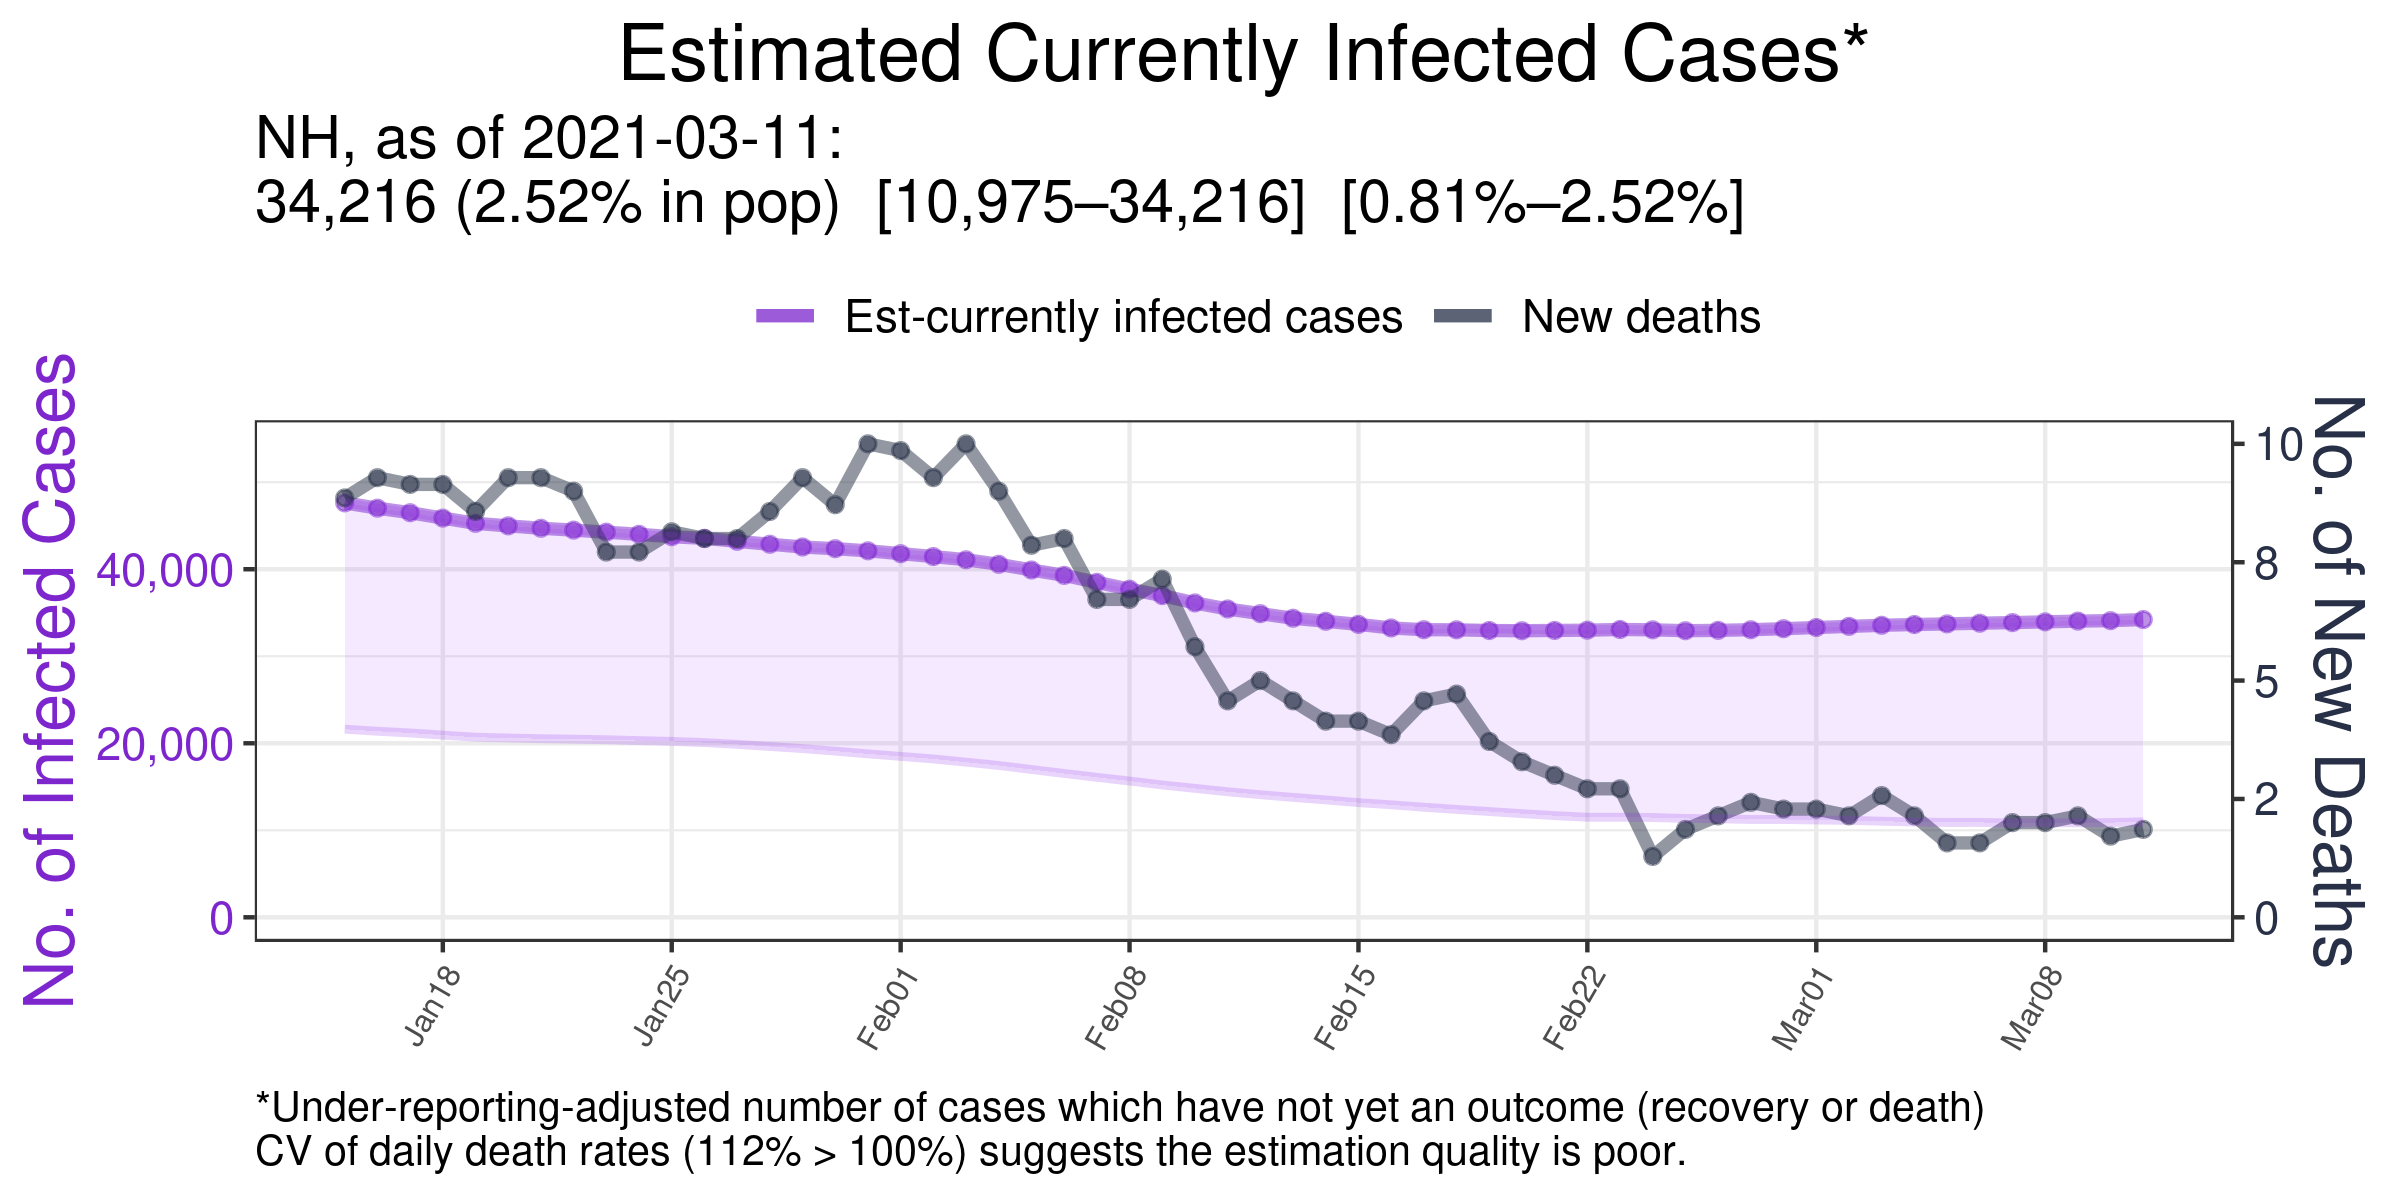 Estimated Currently Infected Cases*
NH, as of 2021-03-11:
34,216 (2.52% in pop)  [10,975–34,216]  [0.81%–2.52%]
Est-currently infected cases
New deaths
No. of Infected Cases
40,000
20,000
0
10
8
5
2
0
No. of New Deaths
Jan18
Jan25
Feb01
Feb08
Feb15
Feb22
Mar01
Mar08
*Under-reporting-adjusted number of cases which have not yet an outcome (recovery or death)
CV of daily death rates (112% > 100%) suggests the estimation quality is poor.